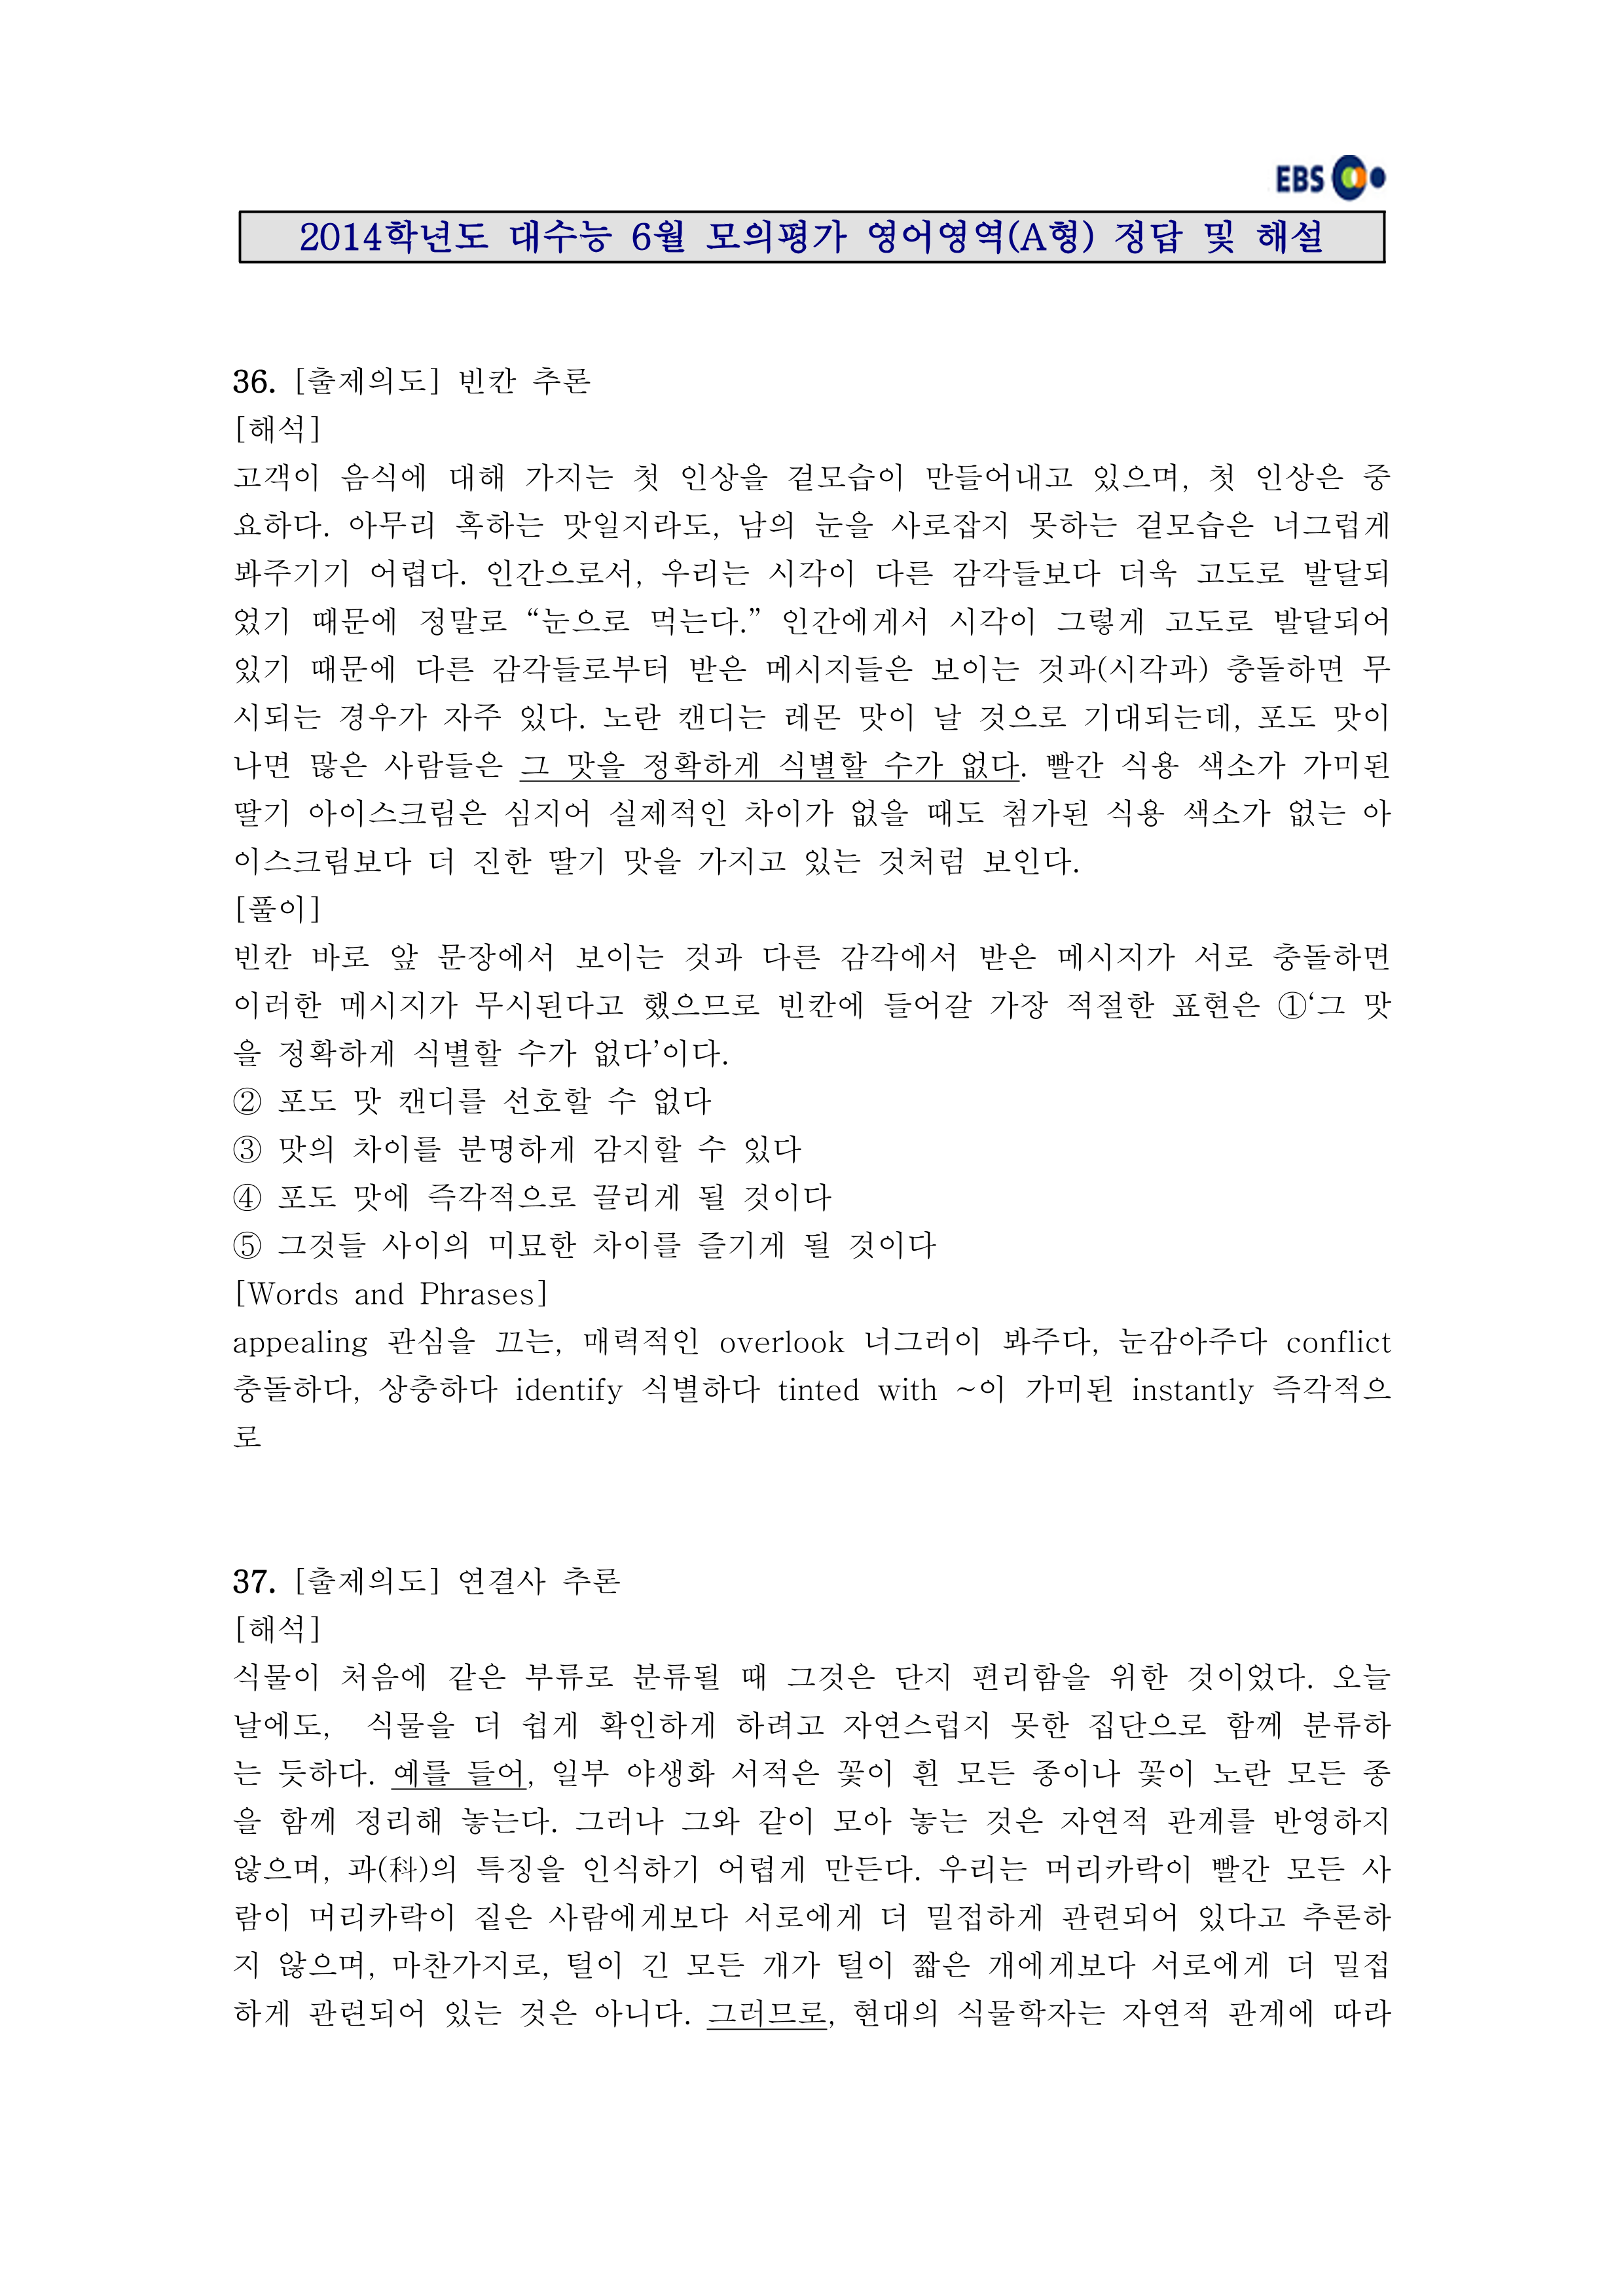 EBS
2014학년도 대수능 6월 모의평가 영어영역(A형) 정답 및 해설
36. [출제의도] 빈칸 추론
[해석]
고객이 음식에 대해 가지는 첫 인상을 겉모습이 만들어내고 있으며, 첫 인상은 중
요하다. 아무리 혹하는 맛일지라도, 남의 눈을 사로잡지 못하는 겉모습은 너그럽게
봐주기기 어렵다. 인간으로서, 우리는 시각이 다른 감각들보다 더욱 고도로 발달되
었기 때문에 정말로 “눈으로 먹는다.” 인간에게서 시각이 그렇게 고도로 발달되어
있기 때문에 다른 감각들로부터 받은 메시지들은 보이는 것과(시각과) 충돌하면 무
시되는 경우가 자주 있다. 노란 캔디는 레몬 맛이 날 것으로 기대되는데, 포도 맛이
나면 많은 사람들은 그 맛을 정확하게 식별할 수가 없다. 빨간 식용 색소가 가미된
딸기 아이스크림은 심지어 실제적인 차이가 없을 때도 첨가된 식용 색소가 없는 아
이스크림보다 더 진한 딸기 맛을 가지고 있는 것처럼 보인다.
[풀이]
빈칸 바로 앞 문장에서 보이는 것과 다른 감각에서 받은 메시지가 서로 충돌하면
이러한 메시지가 무시된다고 했으므로 빈칸에 들어갈 가장 적절한 표현은 ①‘그 맛
을 정확하게 식별할 수가 없다’이다.
② 포도 맛 캔디를 선호할 수 없다
③ 맛의 차이를 분명하게 감지할 수 있다
④ 포도 맛에 즉각적으로 끌리게 될 것이다
⑤ 그것들 사이의 미묘한 차이를 즐기게 될 것이다
[Words and Phrases]
appealing 관심을 끄는, 매력적인 overlook 너그러이 봐주다, 눈감아주다 conflict
충돌하다, 상충하다 identify 식별하다 tinted with ~이 가미된 instantly 즉각적으
로
37. [출제의도] 연결사 추론
[해석]
식물이 처음에 같은 부류로 분류될 때 그것은 단지 편리함을 위한 것이었다. 오늘
날에도, 식물을 더 쉽게 확인하게 하려고 자연스럽지 못한 집단으로 함께 분류하
는 듯하다. 예를 들어, 일부 야생화 서적은 꽃이 흰 모든 종이나 꽃이 노란 모든 종
을 함께 정리해 놓는다. 그러나 그와 같이 모아 놓는 것은 자연적 관계를 반영하지
않으며, 과(科)의 특징을 인식하기 어렵게 만든다. 우리는 머리카락이 빨간 모든 사
람이 머리카락이 짙은 사람에게보다 서로에게 더 밀접하게 관련되어 있다고 추론하
지 않으며, 마찬가지로, 털이 긴 모든 개가 털이 짧은 개에게보다 서로에게 더 밀접
하게 관련되어 있는 것은 아니다. 그러므로, 현대의 식물학자는 자연적 관계에 따라